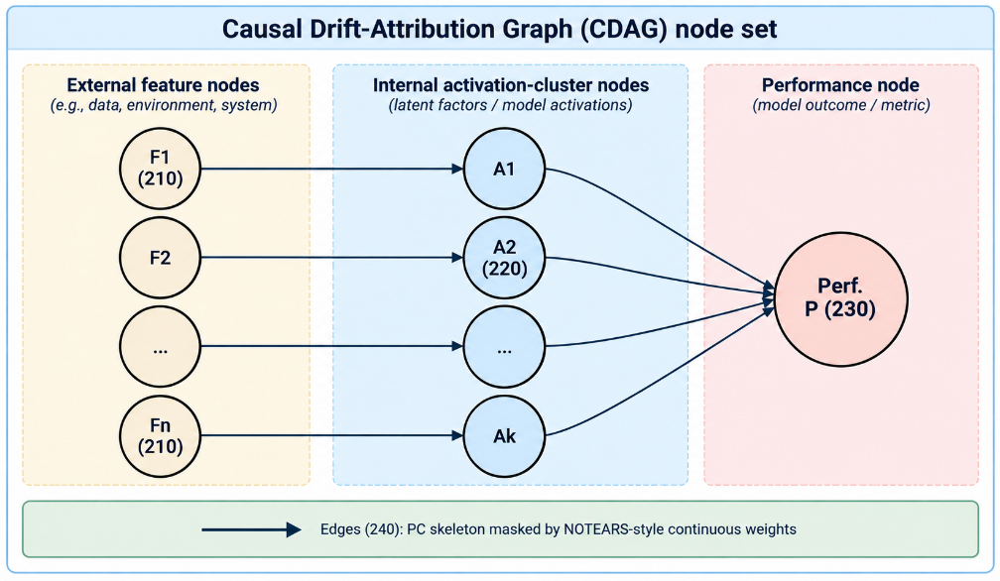 Causal Drift-Attribution Graph (CDAG) node set
External feature nodes
(e.g., data, environment, system)
Internal activation-cluster nodes
(latent factors / model activations)
Performance node
(model outcome / metric)
F1
(210)
A1
F2
A2
(220)
Perf.
P (230)
...
...
Fn
(210)
Ak
Edges (240): PC skeleton masked by NOTEARS-style continuous weights